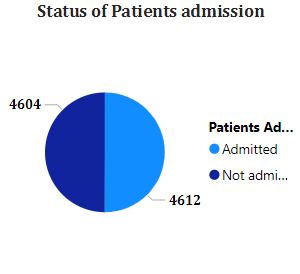 Status of Patients admission
4604
Patients Ad...
Admitted
Not admi...
4612